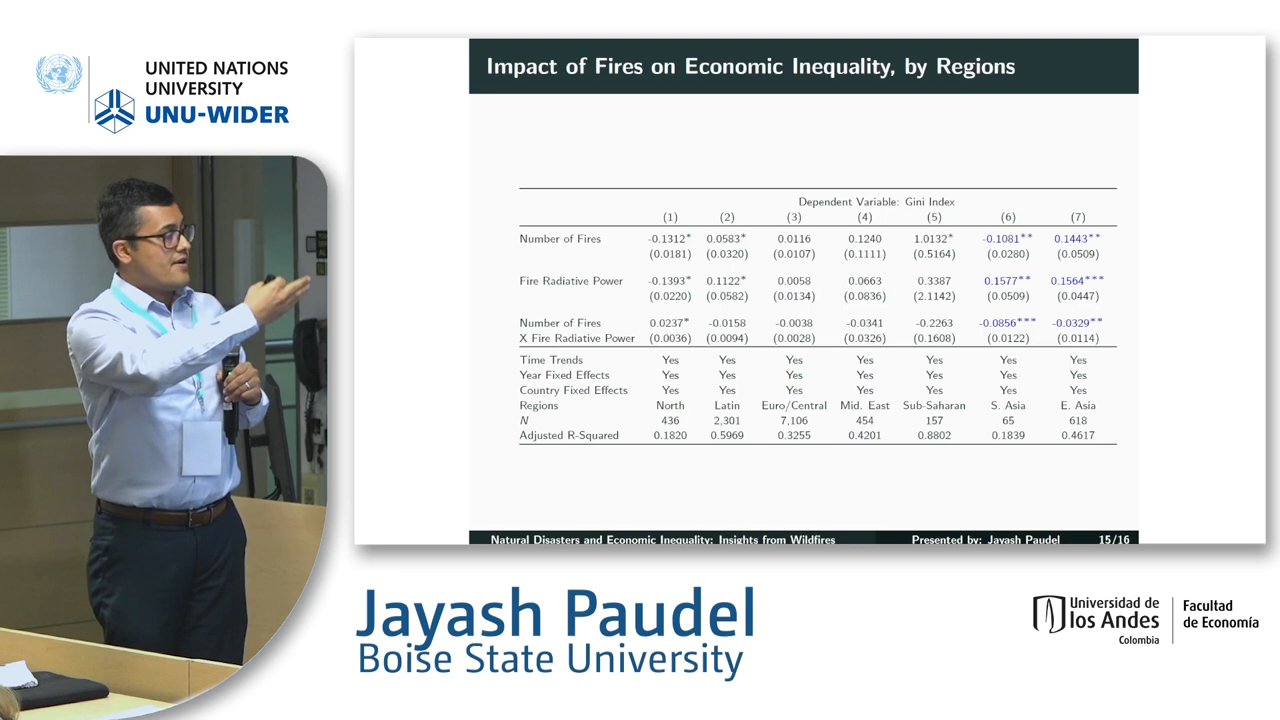 UNITED NATIONS
UNIVERSITY
UNU-WIDER
Impact of Fires on Economic Inequality, by Regions
Dependent Variable: Gini Index
(1) (2) (3) (4) (5) (6) (7)
Number of Fires -0.1312* 0.0583* 0.0116 0.1240 1.0132* -0.1081** 0.1443**
(0.0181) (0.0320) (0.0107) (0.1111) (0.5164) (0.0280) (0.0509)
Fire Radiative Power -0.1393* 0.1122* 0.0058 0.0663 0.3387 0.1577** 0.1564***
(0.0220) (0.0582) (0.0134) (0.0836) (2.1142) (0.0509) (0.0447)
Number of Fires 0.0237* -0.0158 -0.0038 -0.0341 -0.2263 -0.0856*** -0.0329**
X Fire Radiative Power (0.0036) (0.0094) (0.0028) (0.0326) (0.1608) (0.0122) (0.0114)
Time Trends Yes Yes Yes Yes Yes Yes Yes
Year Fixed Effects Yes Yes Yes Yes Yes Yes Yes
Country Fixed Effects Yes Yes Yes Yes Yes Yes Yes
Regions North Latin Euro/Central Mid. East Sub-Saharan S. Asia E. Asia
N 436 2,301 7,106 454 157 65 618
Adjusted R-Squared 0.1820 0.5969 0.3255 0.4201 0.8802 0.1839 0.4617
Natural Disasters and Economic Inequality: Insights from Wildfires Presented by: Jayash Paudel 15/16
Jayash Paudel
Boise State University
Universidad de
los Andes
Colombia
Facultad
de Economía